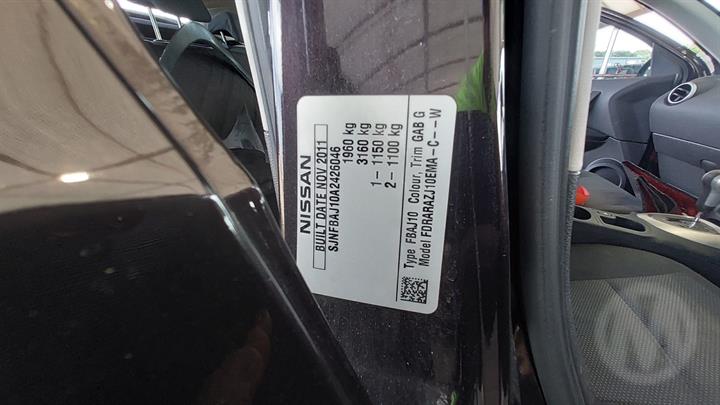 NISSAN
BUILT DATE NOV 2011
SJNFBAJ10A2426046
1960 kg
3160 kg
1 – 1150 kg
2 – 1100 kg
Type FBAJ10 Colour, Trim GAB G
Model FDRARAZJ10EMA-C--W